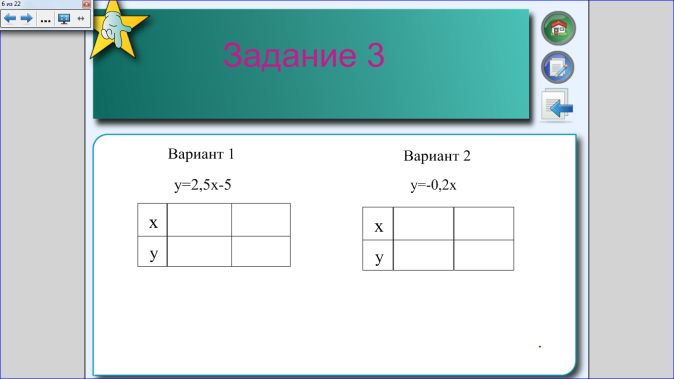 6 из 22
Задание 3
Вариант 1
y=2,5x-5
x
y
Вариант 2
y=-0,2x
x
y